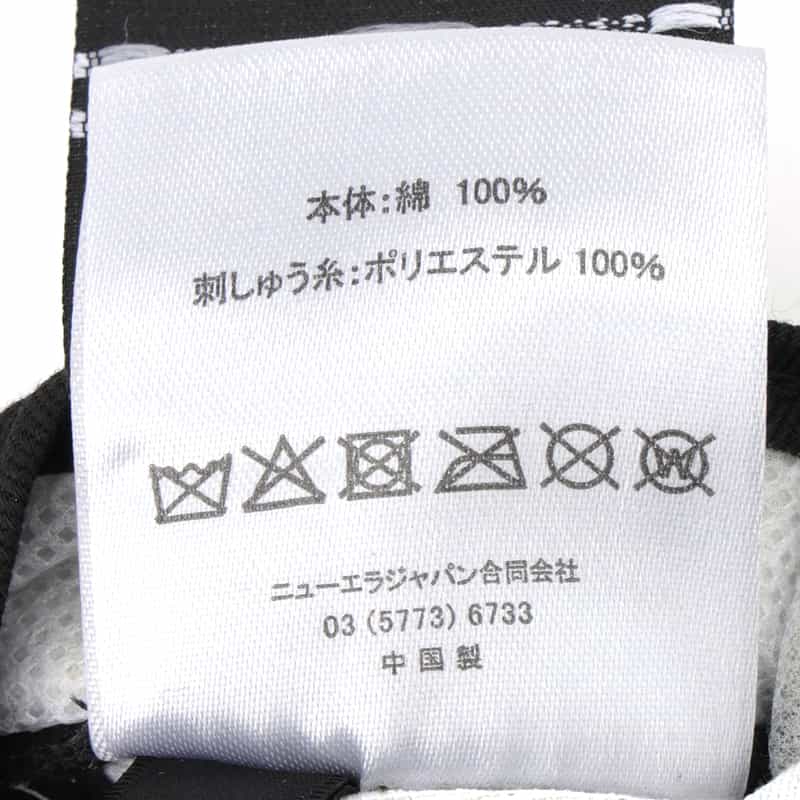 本体:綿 100%
刺しゅう糸:ポリエステル 100%
W
ニューエラジャパン合同会社
03 (5773) 6733
中国製